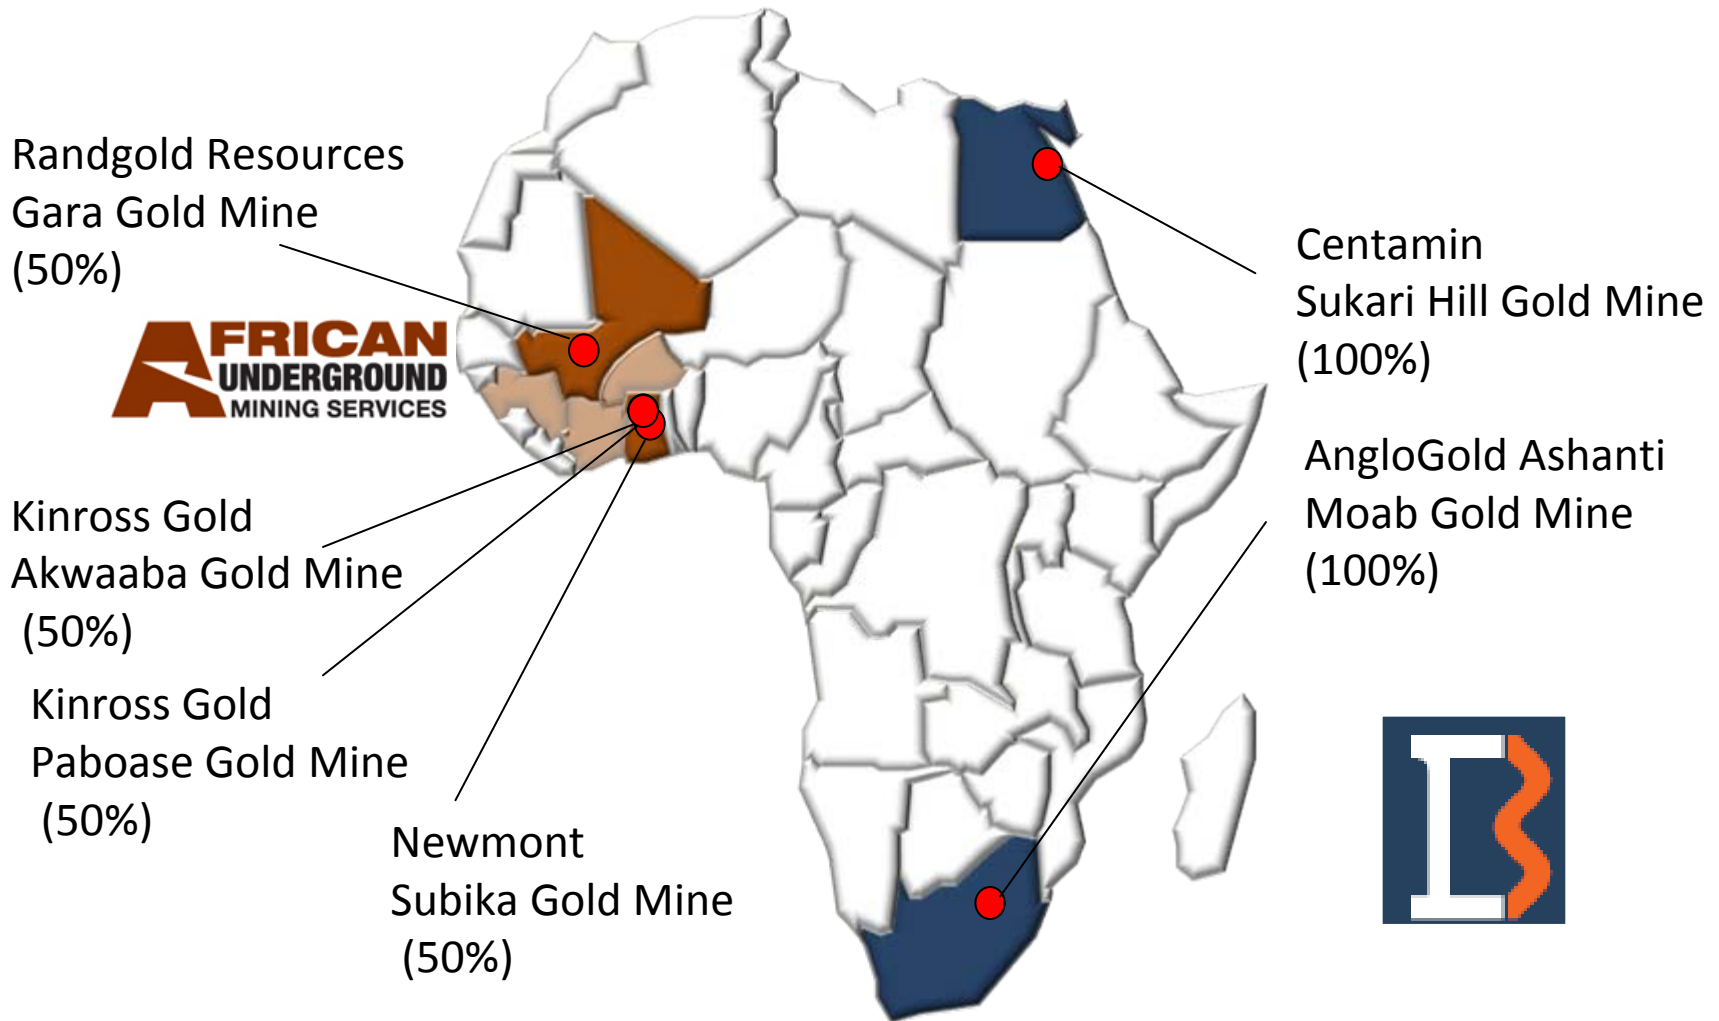 Randgold Resources
Gara Gold Mine
(50%)
AFRICAN
UNDERGROUND
MINING SERVICES
Kinross Gold
Akwaaba Gold Mine
(50%)
Kinross Gold
Paboase Gold Mine
(50%)
Newmont
Subika Gold Mine
(50%)
Centamin
Sukari Hill Gold Mine
(100%)
AngloGold Ashanti
Moab Gold Mine
(100%)